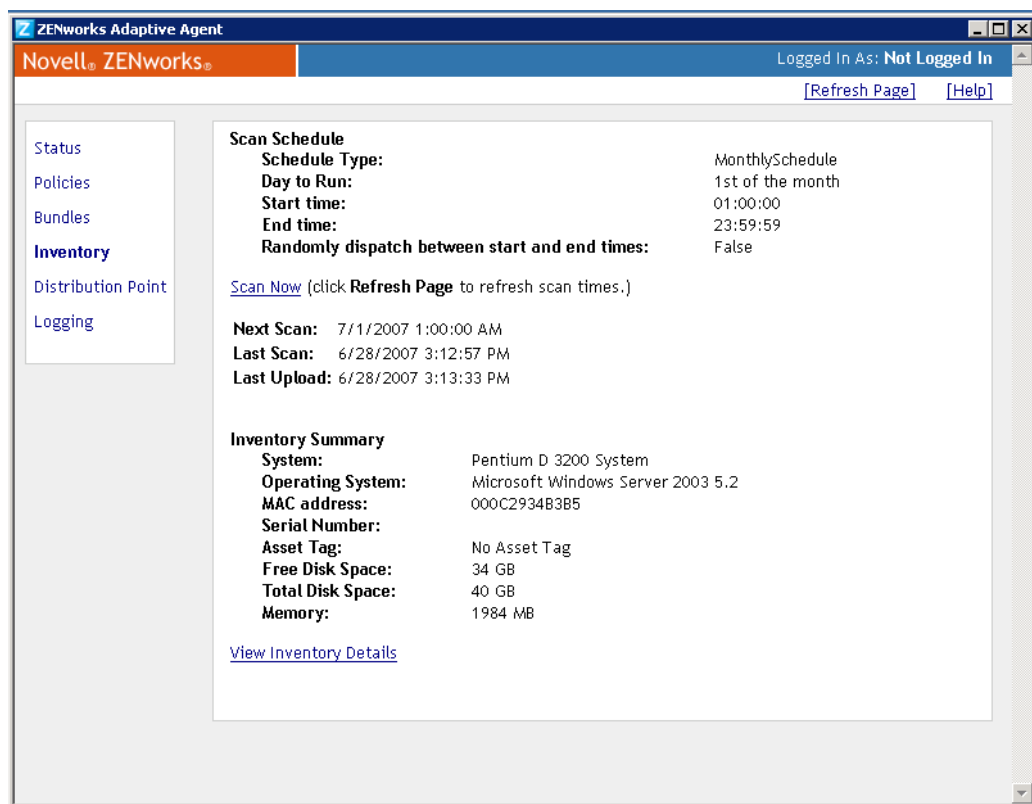 ZENworks Adaptive Agent
Novell® ZENworks®
Logged In As: Not Logged In
[Refresh Page] [Help]
Status
Policies
Bundles
Inventory
Distribution Point
Logging
Scan Schedule
Schedule Type: MonthlySchedule
Day to Run: 1st of the month
Start time: 01:00:00
End time: 23:59:59
Randomly dispatch between start and end times: False
Scan Now (click Refresh Page to refresh scan times.)
Next Scan: 7/1/2007 1:00:00 AM
Last Scan: 6/28/2007 3:12:57 PM
Last Upload: 6/28/2007 3:13:33 PM
Inventory Summary
System: Pentium D 3200 System
Operating System: Microsoft Windows Server 2003 5.2
MAC address: 000C2934B3B5
Serial Number:
Asset Tag: No Asset Tag
Free Disk Space: 34 GB
Total Disk Space: 40 GB
Memory: 1984 MB
View Inventory Details